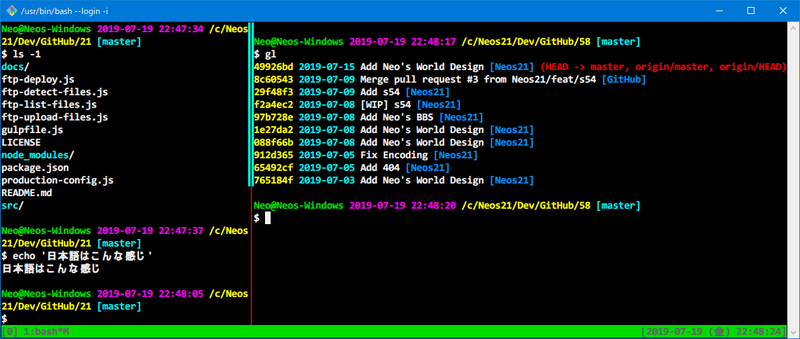 /usr/bin/bash --login -i
Neo@Neos-Windows 2019-07-19 22:47:34 /c/Neos
21/Dev/GitHub/21 [master]
$ ls -1
docs/
ftp-deploy.js
ftp-detect-files.js
ftp-list-files.js
ftp-upload-files.js
gulpfile.js
LICENSE
node_modules/
package.json
production-config.js
README.md
src/
Neo@Neos-Windows 2019-07-19 22:47:37 /c/Neos
21/Dev/GitHub/21 [master]
$ echo '日本語はこんな感じ'
日本語はこんな感じ
Neo@Neos-Windows 2019-07-19 22:48:05 /c/Neos
21/Dev/GitHub/21 [master]
$
Neo@Neos-Windows 2019-07-19 22:48:17 /c/Neos21/Dev/GitHub/58 [master]
$ gl
49926bd 2019-07-15 Add Neo's World Design [Neos21] (HEAD -> master, origin/master, origin/HEAD)
8c60543 2019-07-09 Merge pull request #3 from Neos21/feat/s54 [GitHub]
29f48f3 2019-07-09 Add s54 [Neos21]
f2a4ec2 2019-07-08 [WIP] s54 [Neos21]
97b728e 2019-07-08 Add Neo's BBS [Neos21]
1e27da2 2019-07-08 Add Neo's World Design [Neos21]
088f66b 2019-07-08 Add Neo's World Design [Neos21]
912d365 2019-07-05 Fix Encoding [Neos21]
65492cf 2019-07-05 Add 404 [Neos21]
765184f 2019-07-03 Add Neo's World Design [Neos21]
Neo@Neos-Windows 2019-07-19 22:48:20 /c/Neos21/Dev/GitHub/58 [master]
$
[0] 1:bash*M
[2019-07-19 (金) 22:48:24]